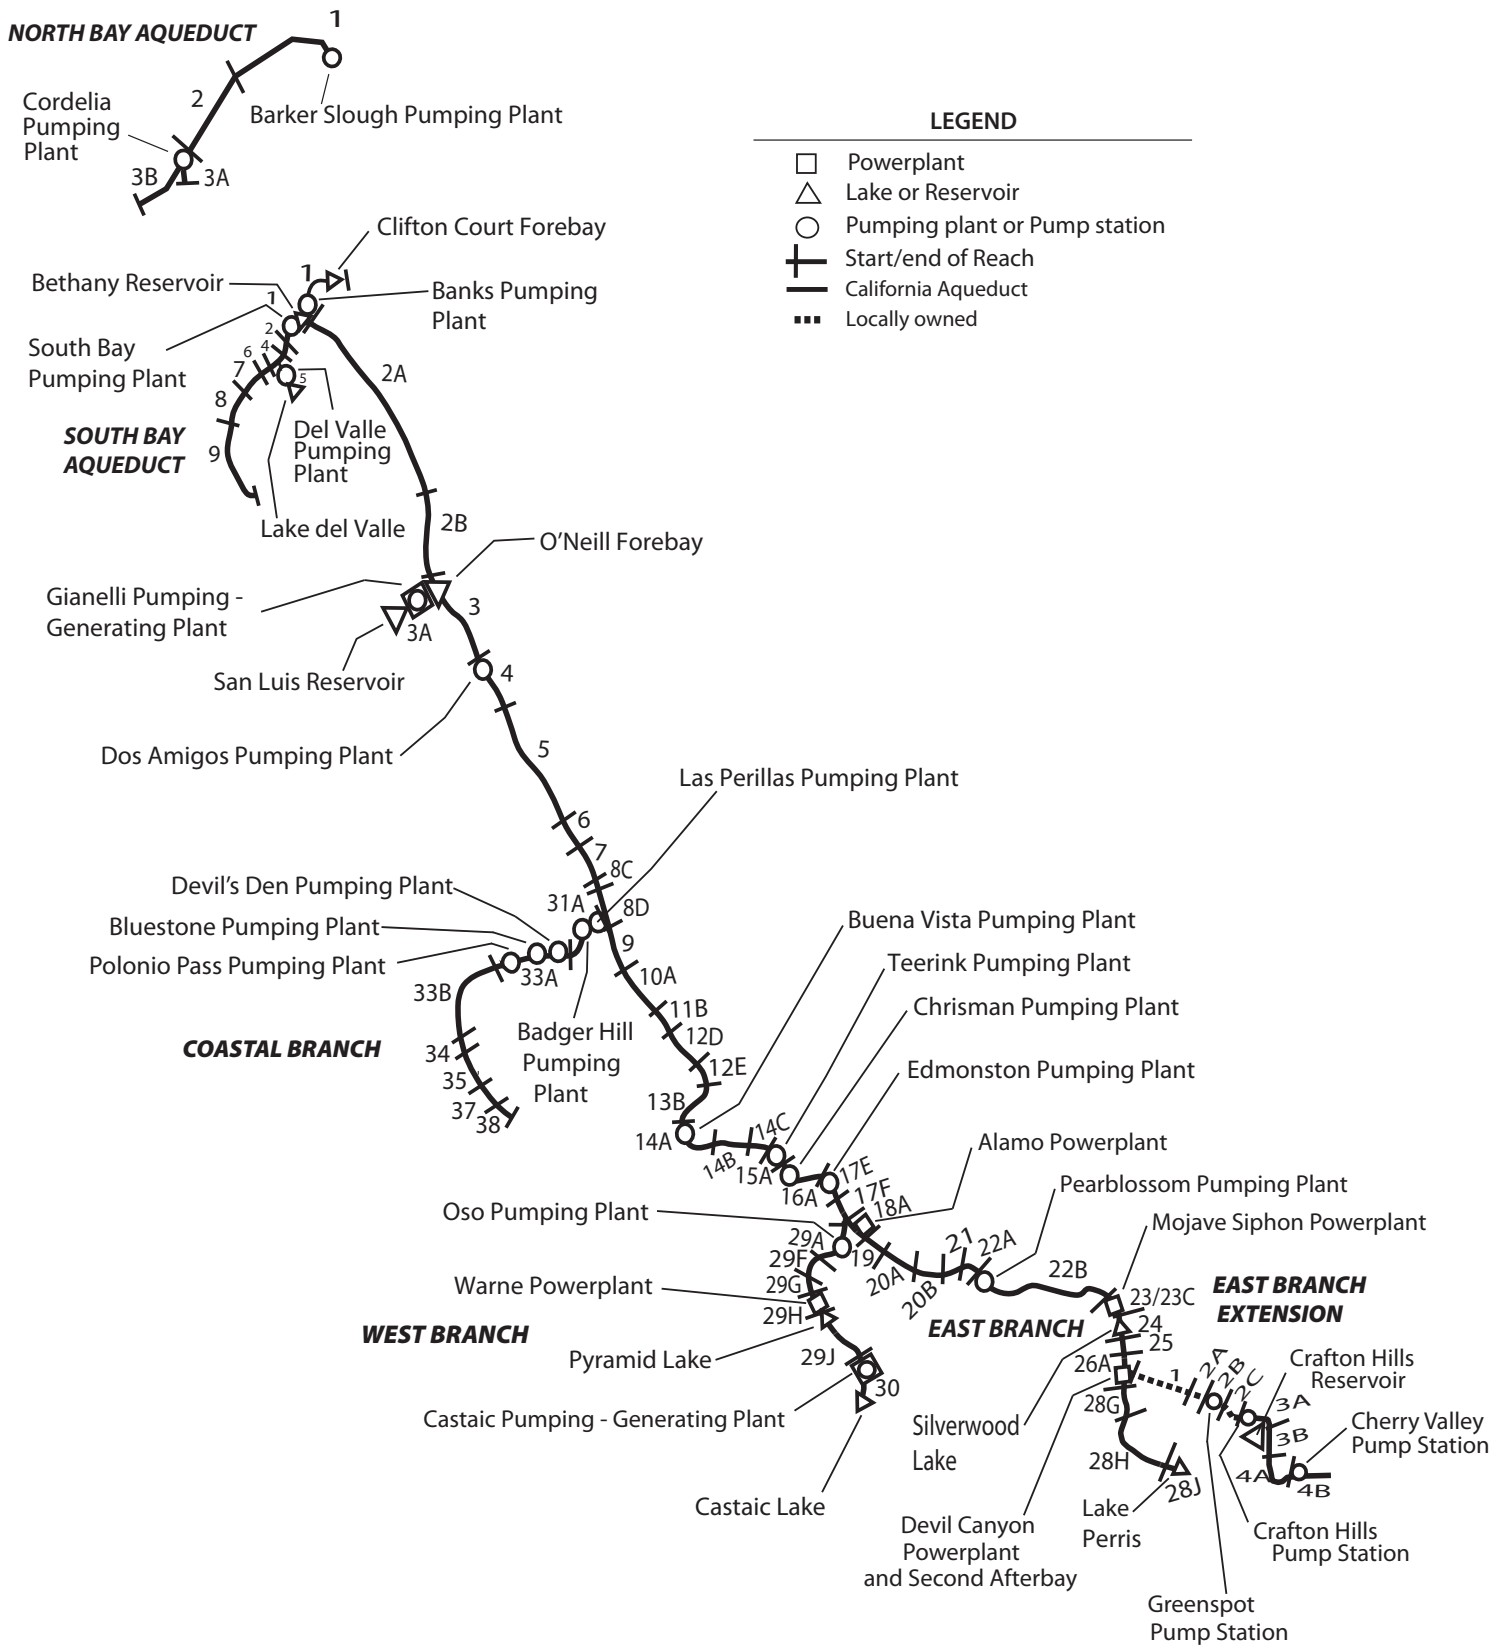 NORTH BAY AQUEDUCT
1
2
Cordelia
Pumping
Plant
Barker Slough Pumping Plant
3B
3A
LEGEND
Powerplant
Lake or Reservoir
Pumping plant or Pump station
Start/end of Reach
California Aqueduct
Locally owned
Clifton Court Forebay
Bethany Reservoir
1
1
Banks Pumping
Plant
South Bay
Pumping Plant
2
4
6
7
5
8
9
2A
SOUTH BAY
AQUEDUCT
Del Valle
Pumping
Plant
Lake del Valle
2B
O'Neill Forebay
Gianelli Pumping -
Generating Plant
3
3A
San Luis Reservoir
4
Dos Amigos Pumping Plant
5
Las Perillas Pumping Plant
6
7
8C
Devil's Den Pumping Plant
31A
8D
Bluestone Pumping Plant
Polonio Pass Pumping Plant
9
33A
10A
33B
11B
Badger Hill
Pumping
Plant
12D
COASTAL BRANCH
34
35
37
38
12E
13B
Buena Vista Pumping Plant
Teerink Pumping Plant
Chrisman Pumping Plant
Edmonston Pumping Plant
14A
14B
14C
15A
16A
17E
17F
18A
Alamo Powerplant
Pearblossom Pumping Plant
Mojave Siphon Powerplant
Oso Pumping Plant
29A
29F
19
20A
20B
21
22A
22B
29G
Warne Powerplant
29H
WEST BRANCH
Pyramid Lake
29J
30
Castaic Pumping - Generating Plant
Castaic Lake
EAST BRANCH
23/23C
24
25
EAST BRANCH
EXTENSION
26A
1
2A
2B
2C
Crafton Hills
Reservoir
28G
3A
3B
Cherry Valley
Pump Station
Silverwood
Lake
28H
28J
4A
4B
Lake
Perris
Devil Canyon
Powerplant
and Second Afterbay
Crafton Hills
Pump Station
Greenspot
Pump Station